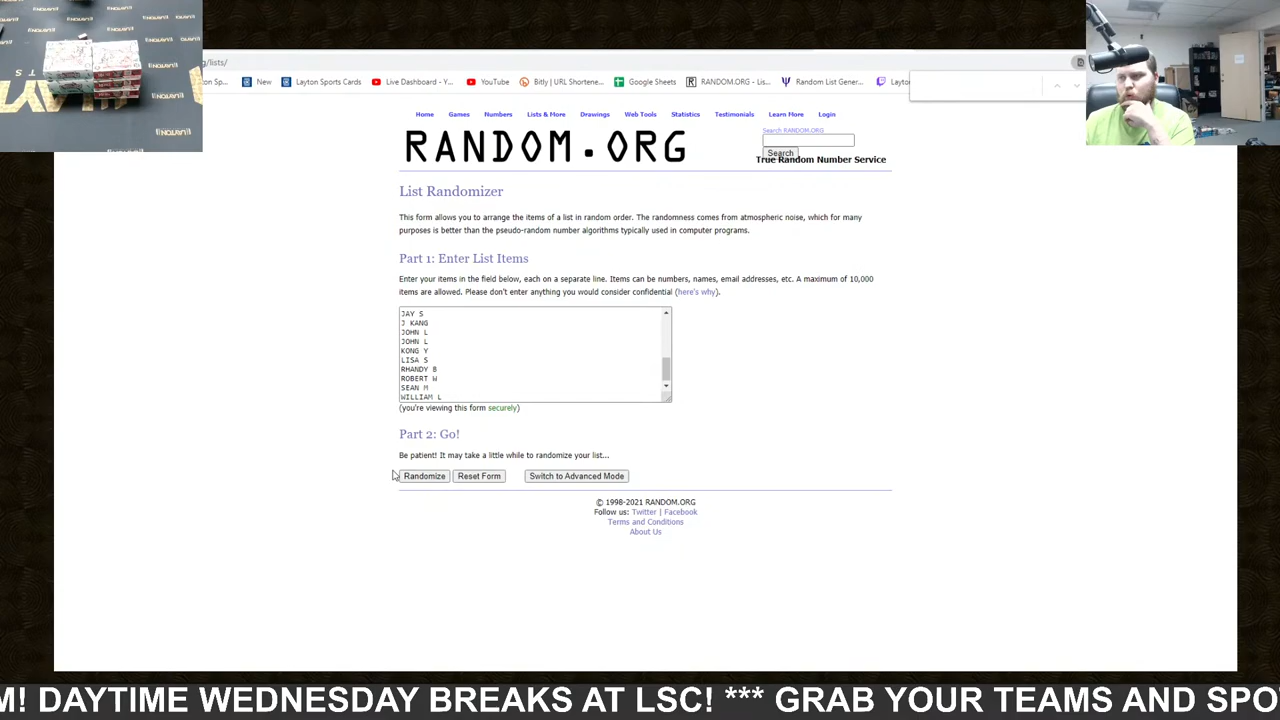 g/lists/
on Sp...
New
Layton Sports Cards
Live Dashboard - Y...
YouTube
Bitly | URL Shortene...
Google Sheets
RANDOM.ORG - Lis...
Random List Gener...
Layto
Home Games Numbers Lists & More Drawings Web Tools Statistics Testimonials Learn More Login
RANDOM.ORG
Search RANDOM.ORG
Search
True Random Number Service
List Randomizer
This form allows you to arrange the items of a list in random order. The randomness comes from atmospheric noise, which for many
purposes is better than the pseudo-random number algorithms typically used in computer programs.
Part 1: Enter List Items
Enter your items in the field below, each on a separate line. Items can be numbers, names, email addresses, etc. A maximum of 10,000
items are allowed. Please don't enter anything you would consider confidential (here's why).
JAY S
J KANG
JOHN L
JOHN L
KONG Y
LISA S
RHANDY B
ROBERT W
SEAN M
WILLIAM L
(you're viewing this form securely)
Part 2: Go!
Be patient! It may take a little while to randomize your list...
Randomize Reset Form Switch to Advanced Mode
© 1998-2021 RANDOM.ORG
Follow us: Twitter | Facebook
Terms and Conditions
About Us
M! DAYTIME WEDNESDAY BREAKS AT LSC! *** GRAB YOUR TEAMS AND SPO